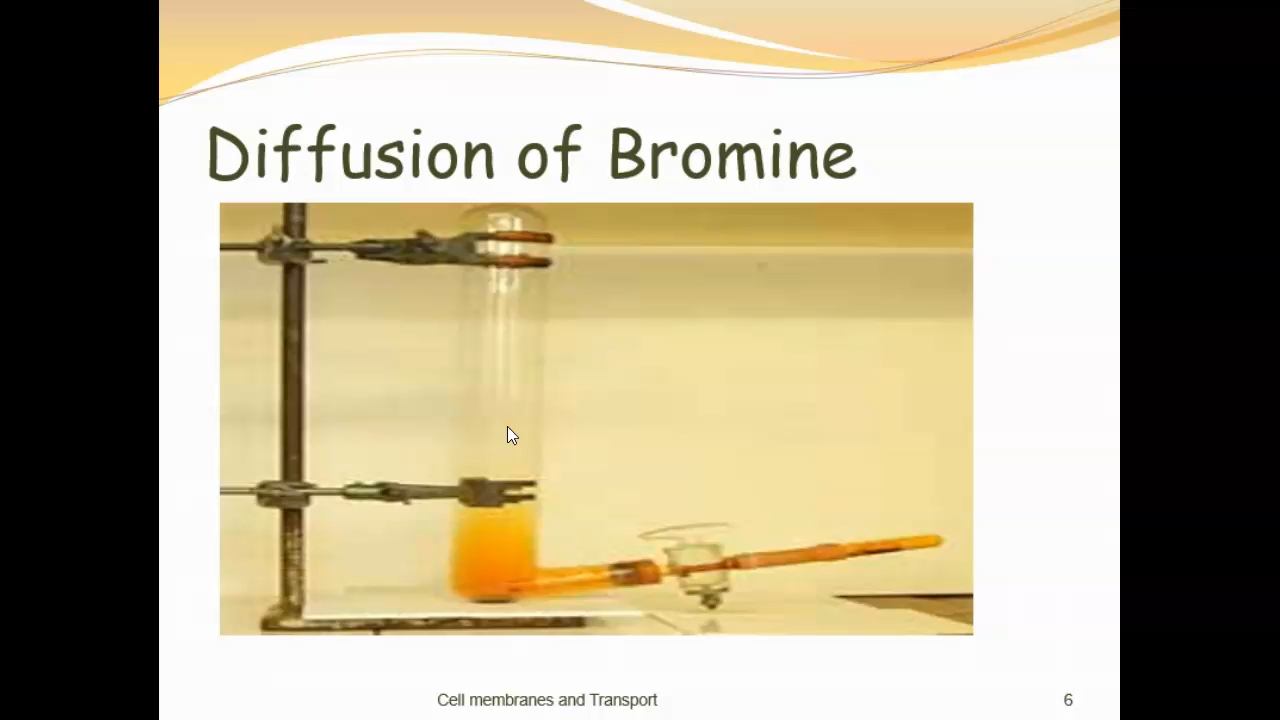 Diffusion of Bromine
Cell membranes and Transport
6